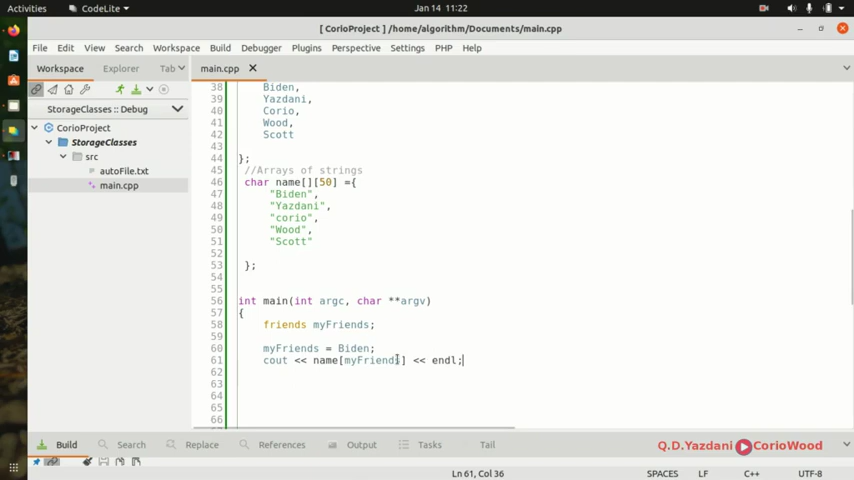 Activities CodeLite Jan 14 11:22
[ CorioProject ] /home/algorithm/Documents/main.cpp
File Edit View Search Workspace Build Debugger Plugins Perspective Settings PHP Help
Workspace Explorer Tab main.cpp
StorageClasses :: Debug
CorioProject
StorageClasses
src
autoFile.txt
main.cpp
38 Biden,
39 Yazdani,
40 Corio,
41 Wood,
42 Scott
43
44 };
45 //Arrays of strings
46 char name[][50] ={
47 "Biden",
48 "Yazdani",
49 "corio",
50 "Wood",
51 "Scott"
52
53 };
54
55
56 int main(int argc, char **argv)
57 {
58 friends myFriends;
59
60 myFriends = Biden;
61 cout << name[myFriends] << endl;
62
63
64
65
66
Build Search Replace References Output Tasks Tail
Q.D.Yazdani CorioWood
Ln 61, Col 36 SPACES LF C++ UTF-8